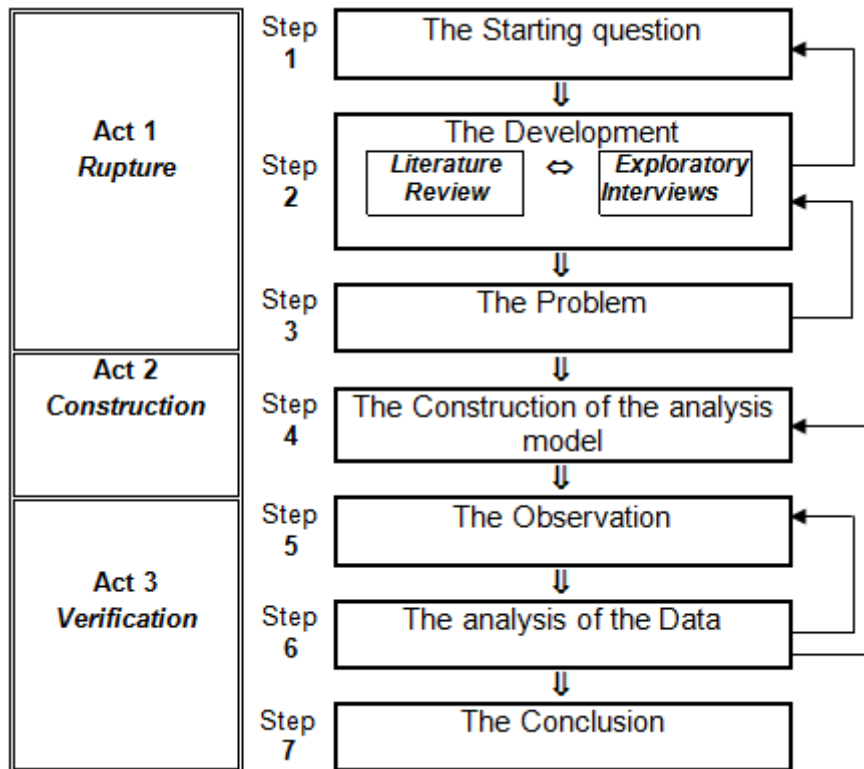 Act 1
Rupture
Act 2
Construction
Act 3
Verification
Step
1
The Starting question
Step
2
The Development
Literature
Review
⇔
Exploratory
Interviews
Step
3
The Problem
Step
4
The Construction of the analysis
model
Step
5
The Observation
Step
6
The analysis of the Data
Step
7
The Conclusion